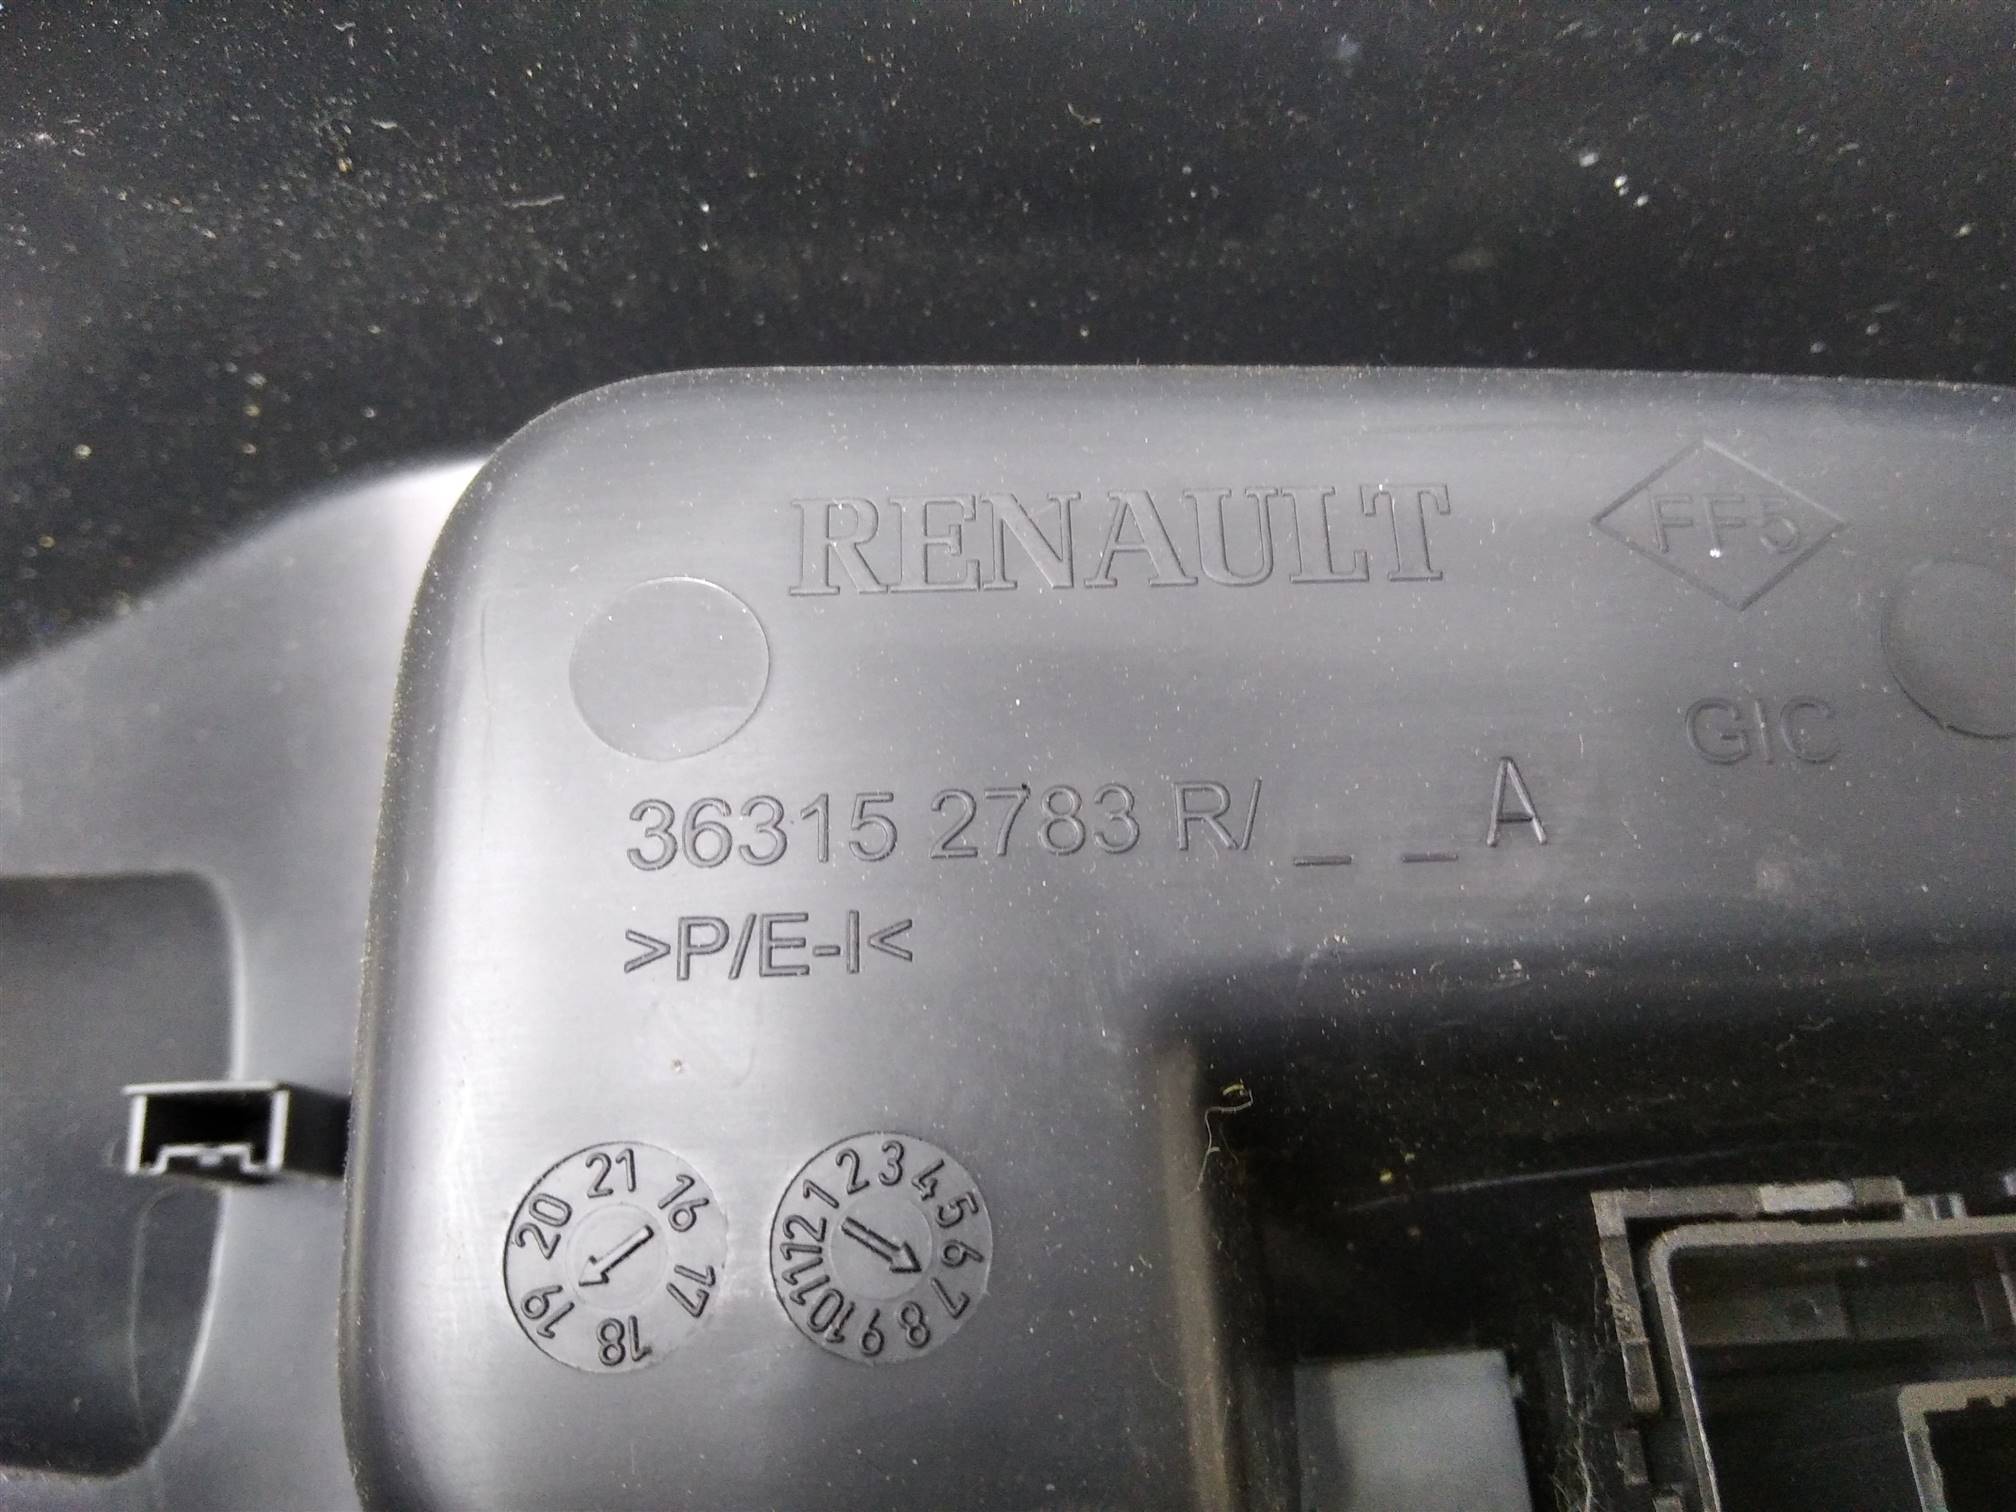 RENAULT
FF5
GIC
36315 2783 R/ _ _ A
>P/E-I<
21 16 17 18 19 20
1 2 3 4 5 6 7 8 9 10 11 12